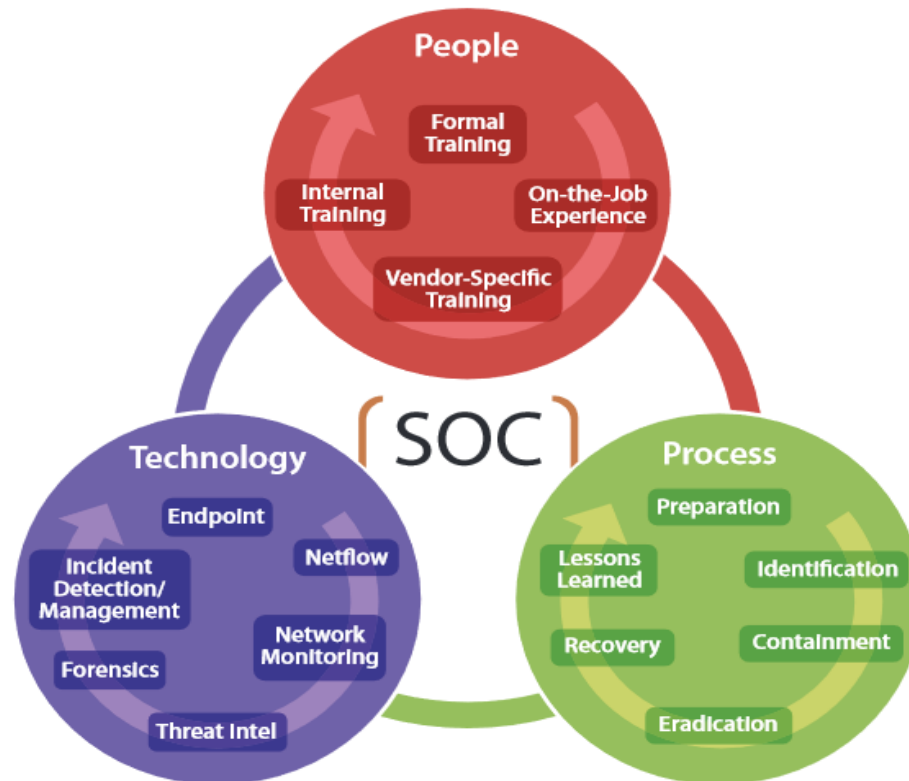 People
Formal
Training
Internal
Training
On-the-Job
Experience
Vendor-Specific
Training
SOC
Technology
Endpoint
Netflow
Incident
Detection/
Management
Network
Monitoring
Forensics
Threat Intel
Process
Preparation
Lessons
Learned
Identification
Recovery
Containment
Eradication